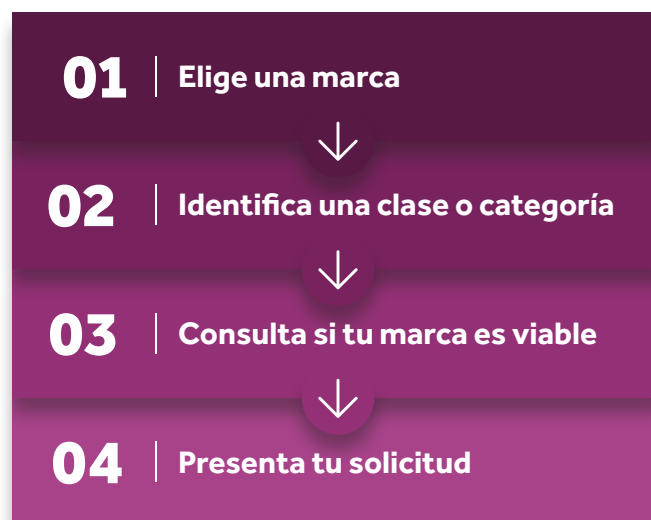 01 Elige una marca
02 Identifica una clase o categoría
03 Consulta si tu marca es viable
04 Presenta tu solicitud